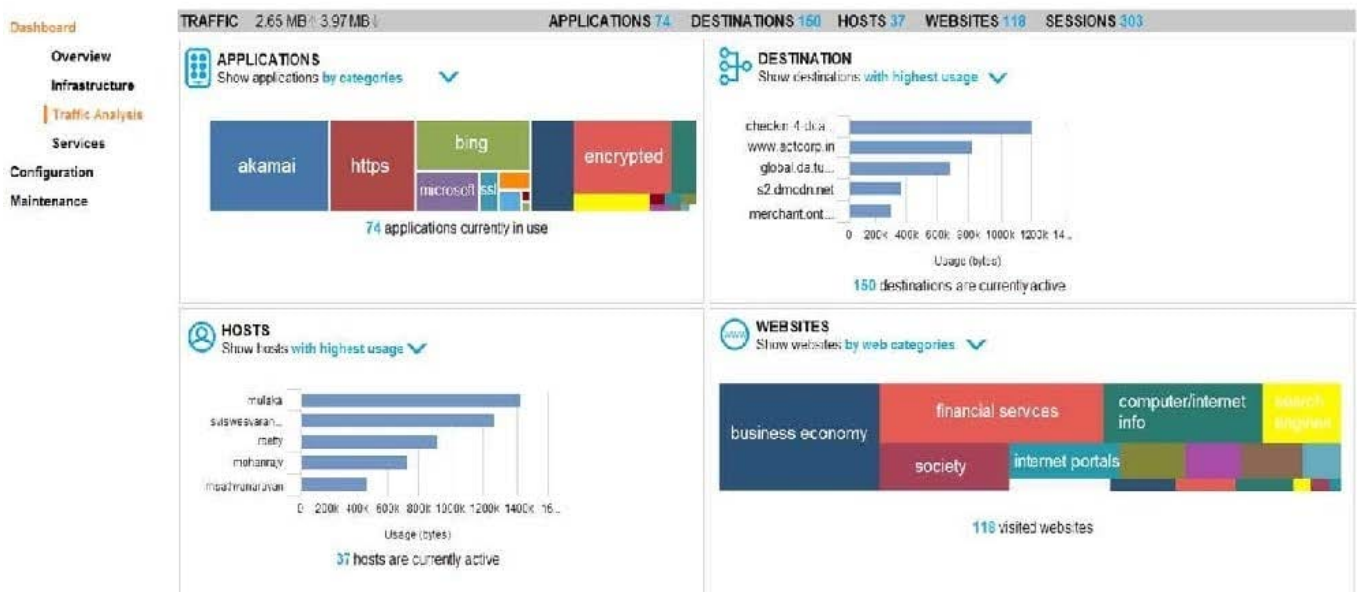 Dashboard
Overview
Infrastructure
Traffic Analysis
Services
Configuration
Maintenance
TRAFFIC 2.65 MB↑ 3.97 MB↓ APPLICATIONS 74 DESTINATIONS 150 HOSTS 37 WEBSITES 118 SESSIONS 303
APPLICATIONS
Show applications by categories
akamai
https
bing
microsoft
ssl
encrypted
74 applications currently in use
DESTINATION
Show destinations with highest usage
www.actcorp.in
global.da.tu...
s2.dmcdn.net
merchant.ont...
0 200k 400k 600k 800k 1000k 1200k 14...
Usage (bytes)
150 destinations are currently active
HOSTS
Show hosts with highest usage
mulaka
mohanrajv
0 200k 400k 600k 800k 1000k 1200k 1400k 16...
Usage (bytes)
37 hosts are currently active
www
WEBSITES
Show websites by web categories
business economy
financial services
computer/internet
info
search
engines
society
internet portals
118 visited websites